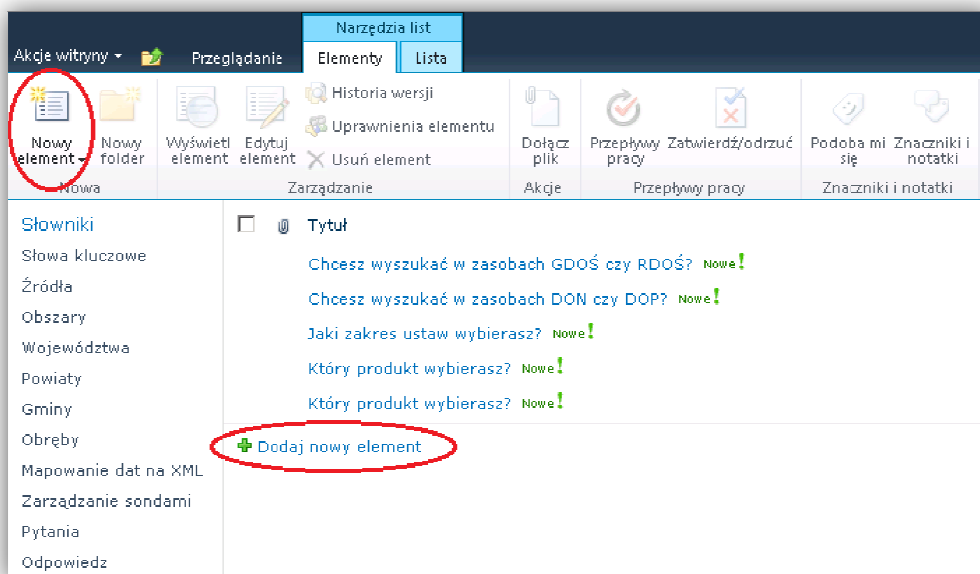 Narzędzia list
Akcje witryny
Przeglądanie
Elementy
Lista
Nowy element
Nowy folder
Wyświetl element
Edytuj element
Historia wersji
Uprawnienia elementu
Usuń element
Dołącz plik
Przepływy pracy
Zatwierdź/odrzuć
Podoba mi się
Znaczniki i notatki
Nowa
Zarządzanie
Akcje
Przepływy pracy
Znaczniki i notatki
Słowniki
Słowa kluczowe
Źródła
Obszary
Województwa
Powiaty
Gminy
Obręby
Mapowanie dat na XML
Zarządzanie sondami
Pytania
Odpowiedz
Tytuł
Chcesz wyszukać w zasobach GDOŚ czy RDOŚ? Nowe!
Chcesz wyszukać w zasobach DON czy DOP? Nowe!
Jaki zakres ustaw wybierasz? Nowe!
Który produkt wybierasz? Nowe!
Który produkt wybierasz? Nowe!
Dodaj nowy element